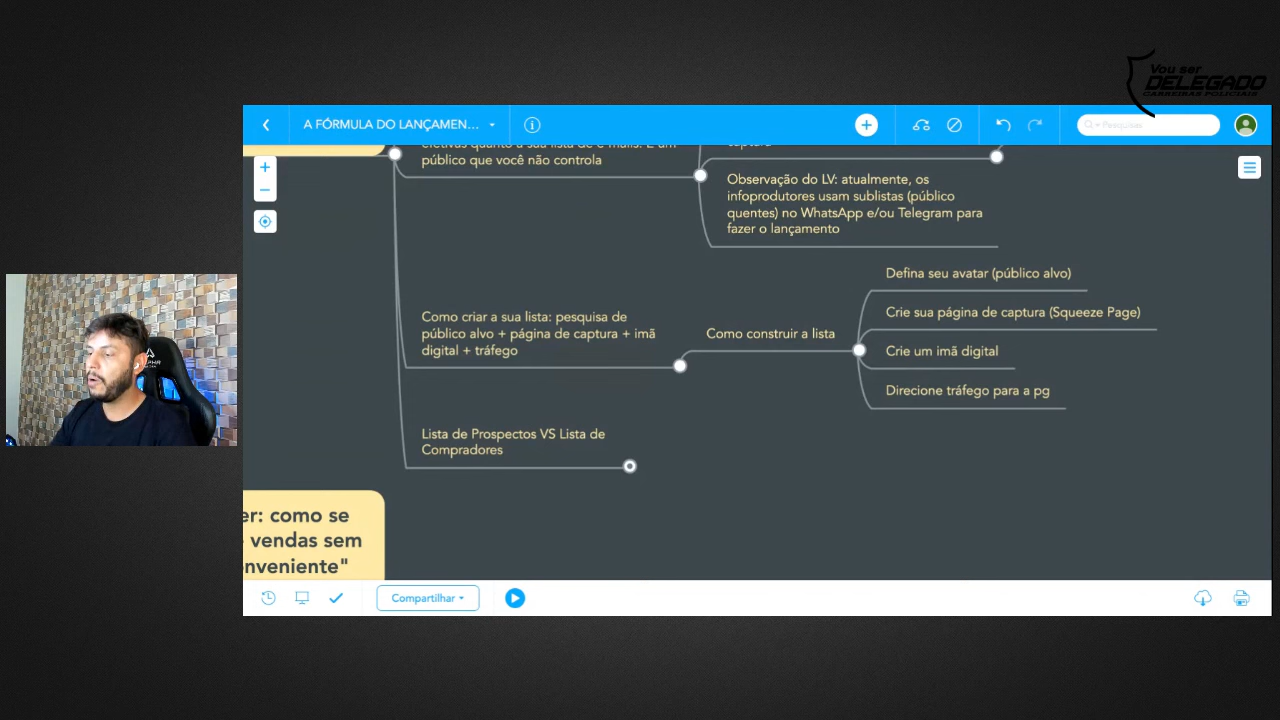 Vou ser
DELEGADO
CARREIRAS POLICIAIS
A FÓRMULA DO LANÇAMEN...
Pesquisar
público que você não controla
Observação do LV: atualmente, os
infoprodutores usam sublistas (público
quentes) no WhatsApp e/ou Telegram para
fazer o lançamento
Como criar a sua lista: pesquisa de
público alvo + página de captura + imã
digital + tráfego
Como construir a lista
Defina seu avatar (público alvo)
Crie sua página de captura (Squeeze Page)
Crie um imã digital
Direcione tráfego para a pg
Lista de Prospectos VS Lista de
Compradores
er: como se
vendas sem
nveniente"
Compartilhar